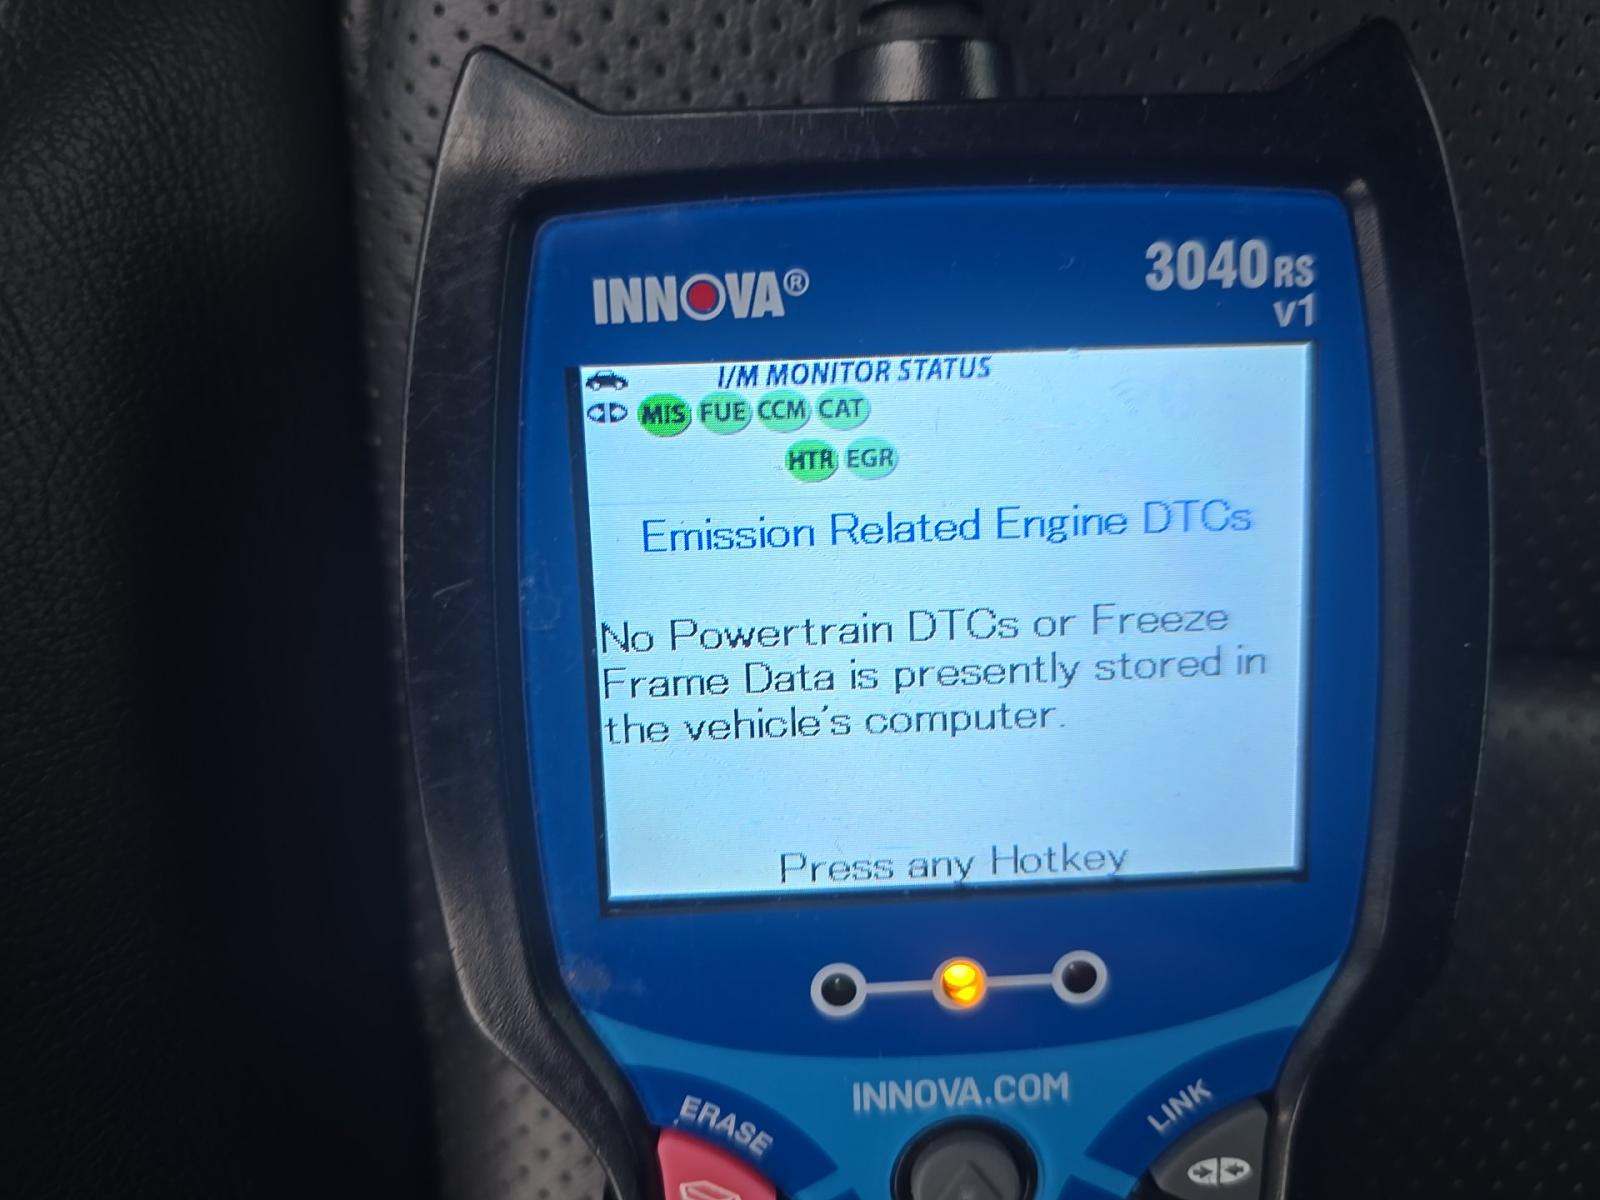 INNOVA®
3040RS
v1
I/M MONITOR STATUS
MIS FUE CCM CAT
HTR EGR
Emission Related Engine DTCs
No Powertrain DTCs or Freeze
Frame Data is presently stored in
the vehicle's computer.
Press any Hotkey
INNOVA.COM
ERASE
LINK